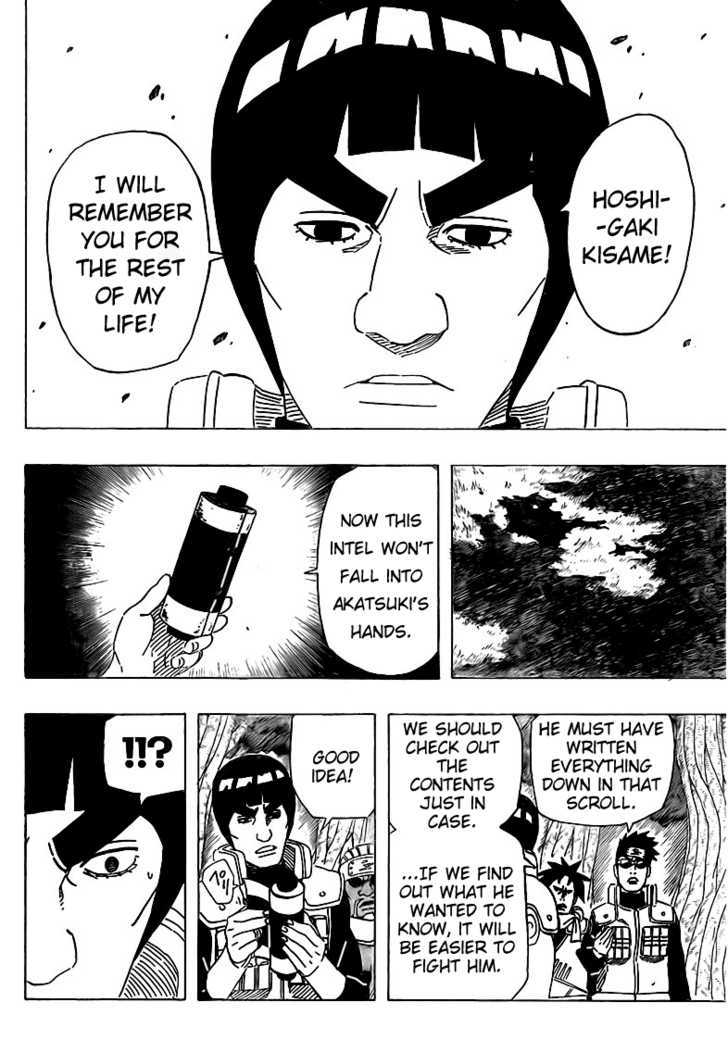 HOSHI-
-GAKI
KISAME!
I WILL
REMEMBER
YOU FOR
THE REST
OF MY
LIFE!
NOW THIS
INTEL WON'T
FALL INTO
AKATSUKI'S
HANDS.
HE MUST HAVE
WRITTEN
EVERYTHING
DOWN IN THAT
SCROLL.
WE SHOULD
CHECK OUT
THE
CONTENTS
JUST IN
CASE.
...IF WE FIND
OUT WHAT HE
WANTED TO
KNOW, IT WILL
BE EASIER TO
FIGHT HIM.
GOOD
IDEA!
!!?